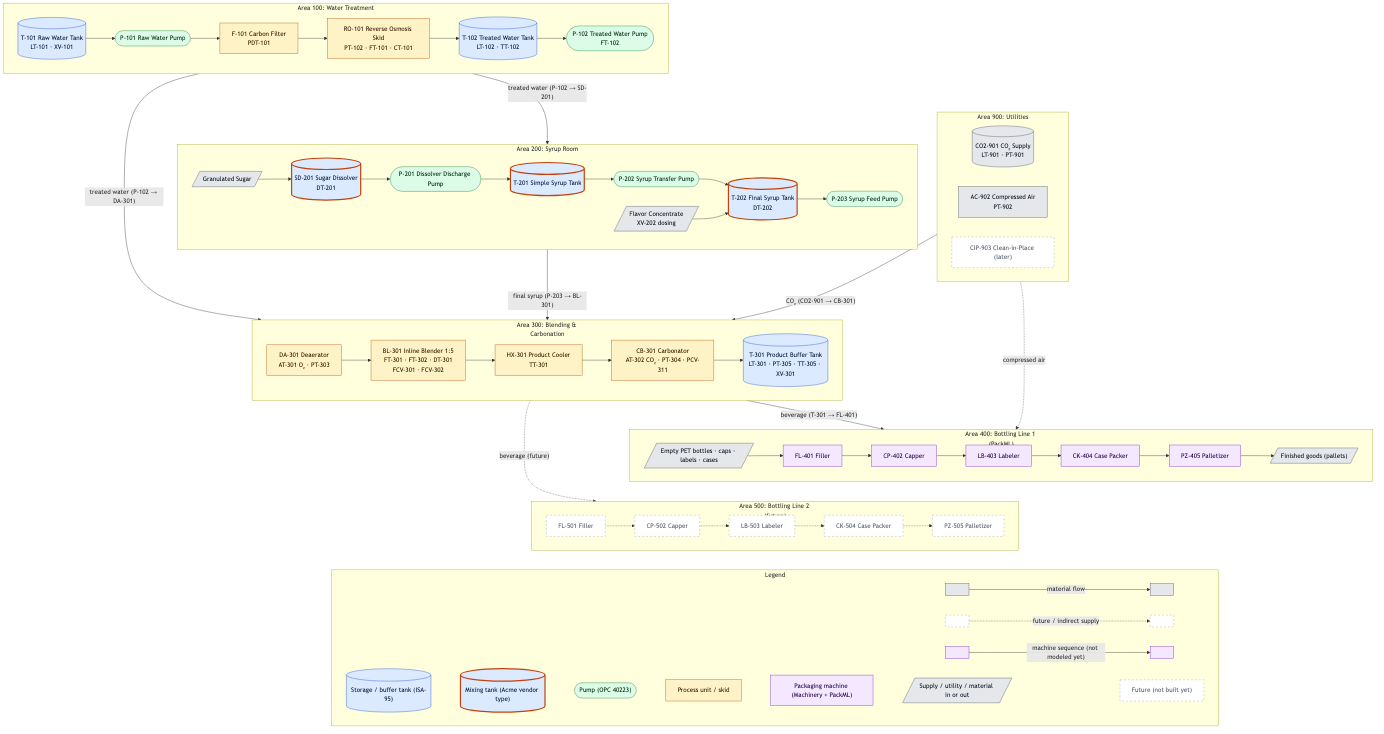 Area 100: Water Treatment
T-101 Raw Water Tank
LT-101 · XV-101
P-101 Raw Water Pump
F-101 Carbon Filter
PDT-101
RO-101 Reverse Osmosis
Skid
PT-102 · FT-101 · CT-101
T-102 Treated Water Tank
LT-102 · TT-102
P-102 Treated Water Pump
FT-102
treated water (P-102 → SD-
201)
treated water (P-102 →
DA-301)
Area 200: Syrup Room
Granulated Sugar
SD-201 Sugar Dissolver
DT-201
P-201 Dissolver Discharge
Pump
T-201 Simple Syrup Tank
P-202 Syrup Transfer Pump
Flavor Concentrate
XV-202 dosing
T-202 Final Syrup Tank
DT-202
P-203 Syrup Feed Pump
Area 900: Utilities
CO2-901 CO₂ Supply
LT-901 · PT-901
AC-902 Compressed Air
PT-902
CIP-903 Clean-In-Place
(later)
final syrup (P-203 → BL-
301)
CO₂ (CO2-901 → CB-301)
compressed air
Area 300: Blending &
Carbonation
DA-301 Deaerator
AT-301 O₂ · PT-303
BL-301 Inline Blender 1:5
FT-301 · FT-302 · DT-301
FCV-301 · FCV-302
HX-301 Product Cooler
TT-301
CB-301 Carbonator
AT-302 CO₂ · PT-304 · PCV-
311
T-301 Product Buffer Tank
LT-301 · PT-305 · TT-305 ·
XV-301
beverage (T-301 → FL-401)
beverage (future)
Area 400: Bottling Line 1
(PackML)
Empty PET bottles · caps ·
labels · cases
FL-401 Filler
CP-402 Capper
LB-403 Labeler
CK-404 Case Packer
PZ-405 Palletizer
Finished goods (pallets)
Area 500: Bottling Line 2
(future)
FL-501 Filler
CP-502 Capper
LB-503 Labeler
CK-504 Case Packer
PZ-505 Palletizer
Legend
material flow
future / indirect supply
machine sequence (not
modeled yet)
Storage / buffer tank (ISA-
95)
Mixing tank (Acme vendor
type)
Pump (OPC 40223)
Process unit / skid
Packaging machine
(Machinery + PackML)
Supply / utility / material
in or out
Future (not built yet)